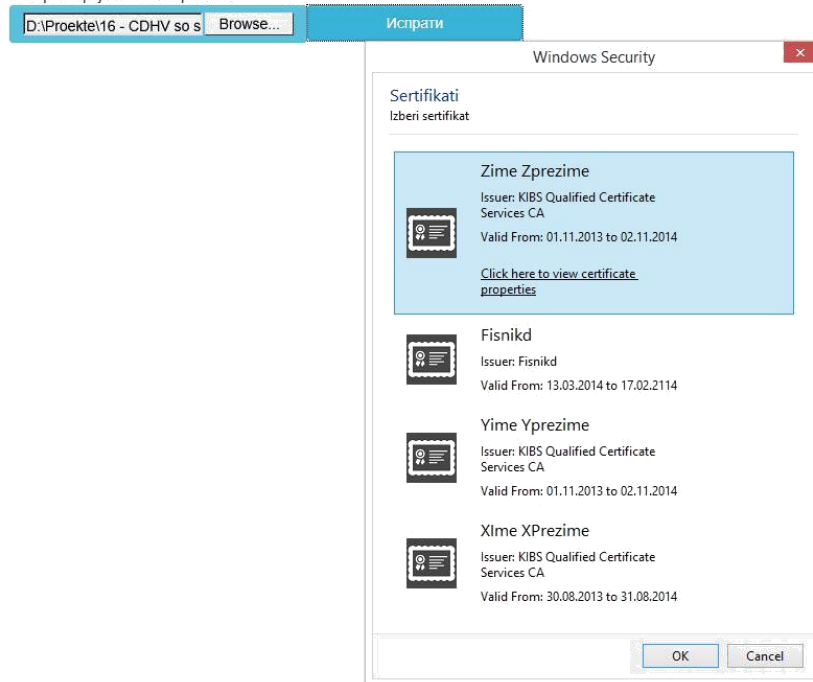 D:\Proekte\16 - CDHV so s Browse... Испрати
Windows Security
Sertifikati
Izberi sertifikat
Zime Zprezime
Issuer: KIBS Qualified Certificate
Services CA
Valid From: 01.11.2013 to 02.11.2014
Click here to view certificate
properties
Fisnikd
Issuer: Fisnikd
Valid From: 13.03.2014 to 17.02.2114
Yime Yprezime
Issuer: KIBS Qualified Certificate
Services CA
Valid From: 01.11.2013 to 02.11.2014
XIme XPrezime
Issuer: KIBS Qualified Certificate
Services CA
Valid From: 30.08.2013 to 31.08.2014
OK Cancel